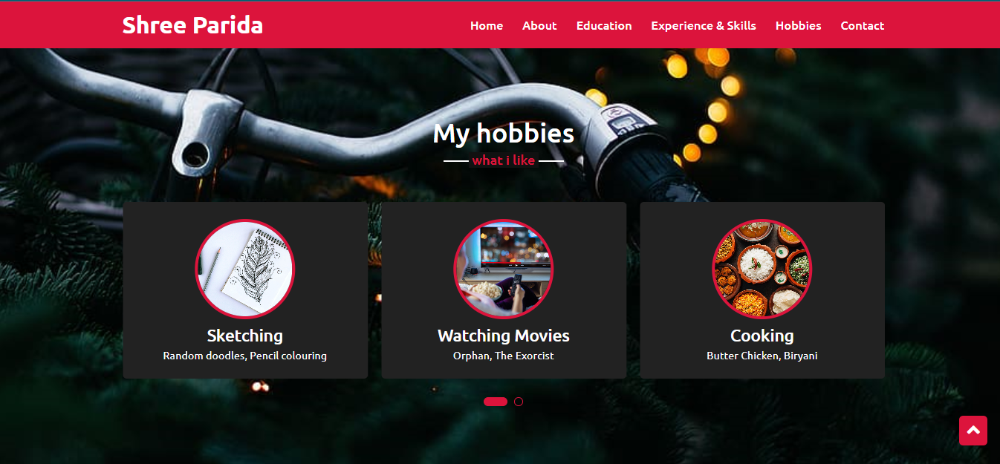 Shree Parida
Home About Education Experience & Skills Hobbies Contact
My hobbies
what i like
Sketching
Random doodles, Pencil colouring
Watching Movies
Orphan, The Exorcist
Cooking
Butter Chicken, Biryani